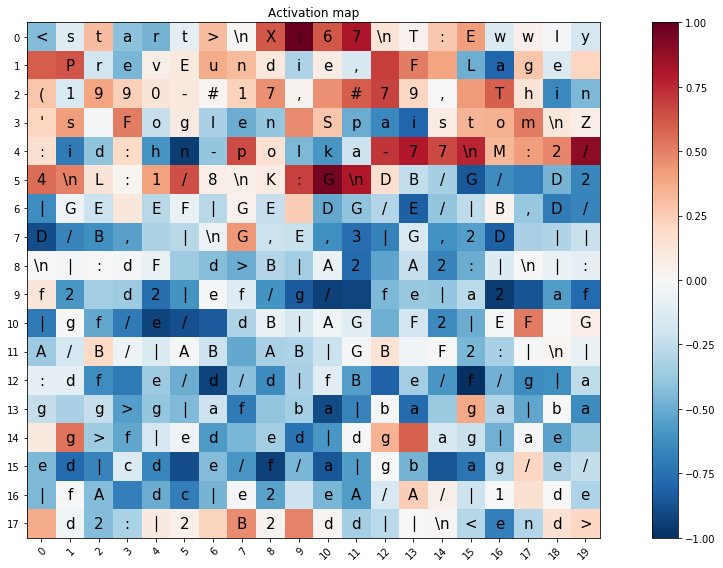 Activation map
0 < s t a r t > \n X : 6 7 \n T : E w w l y
1 P r e v E u n d i e , F L a g e
2 ( 1 9 9 0 - # 1 7 , # 7 9 , T h i n
3 ' s F o g l e n S p a i s t o m \n Z
4 : i d : h n - p o l k a - 7 7 \n M : 2 /
5 4 \n L : 1 / 8 \n K : G \n D B / G / D 2
6 | G E E F | G E D G / E / | B , D /
7 D / B , | \n G , E , 3 | G , 2 D | |
8 \n | : d F d > B | A 2 A 2 : | \n | :
9 f 2 d 2 | e f / g / f e | a 2 a f
10 | g f / e / d B | A G F 2 | E F G
11 A / B / | A B A B | G B F 2 : | \n |
12 : d f e / d / d | f B e / f / g | a
13 g g > g | a f b a | b a g a | b a
14 g > f | e d e d | d g a g | a e
15 e d | c d e / f / a | g b a g / e /
16 | f A d c | e 2 e A / A / | 1 d e
17 d 2 : | 2 B 2 d d | | \n < e n d >
0 1 2 3 4 5 6 7 8 9 10 11 12 13 14 15 16 17 18 19
1.00
0.75
0.50
0.25
0.00
−0.25
−0.50
−0.75
−1.00